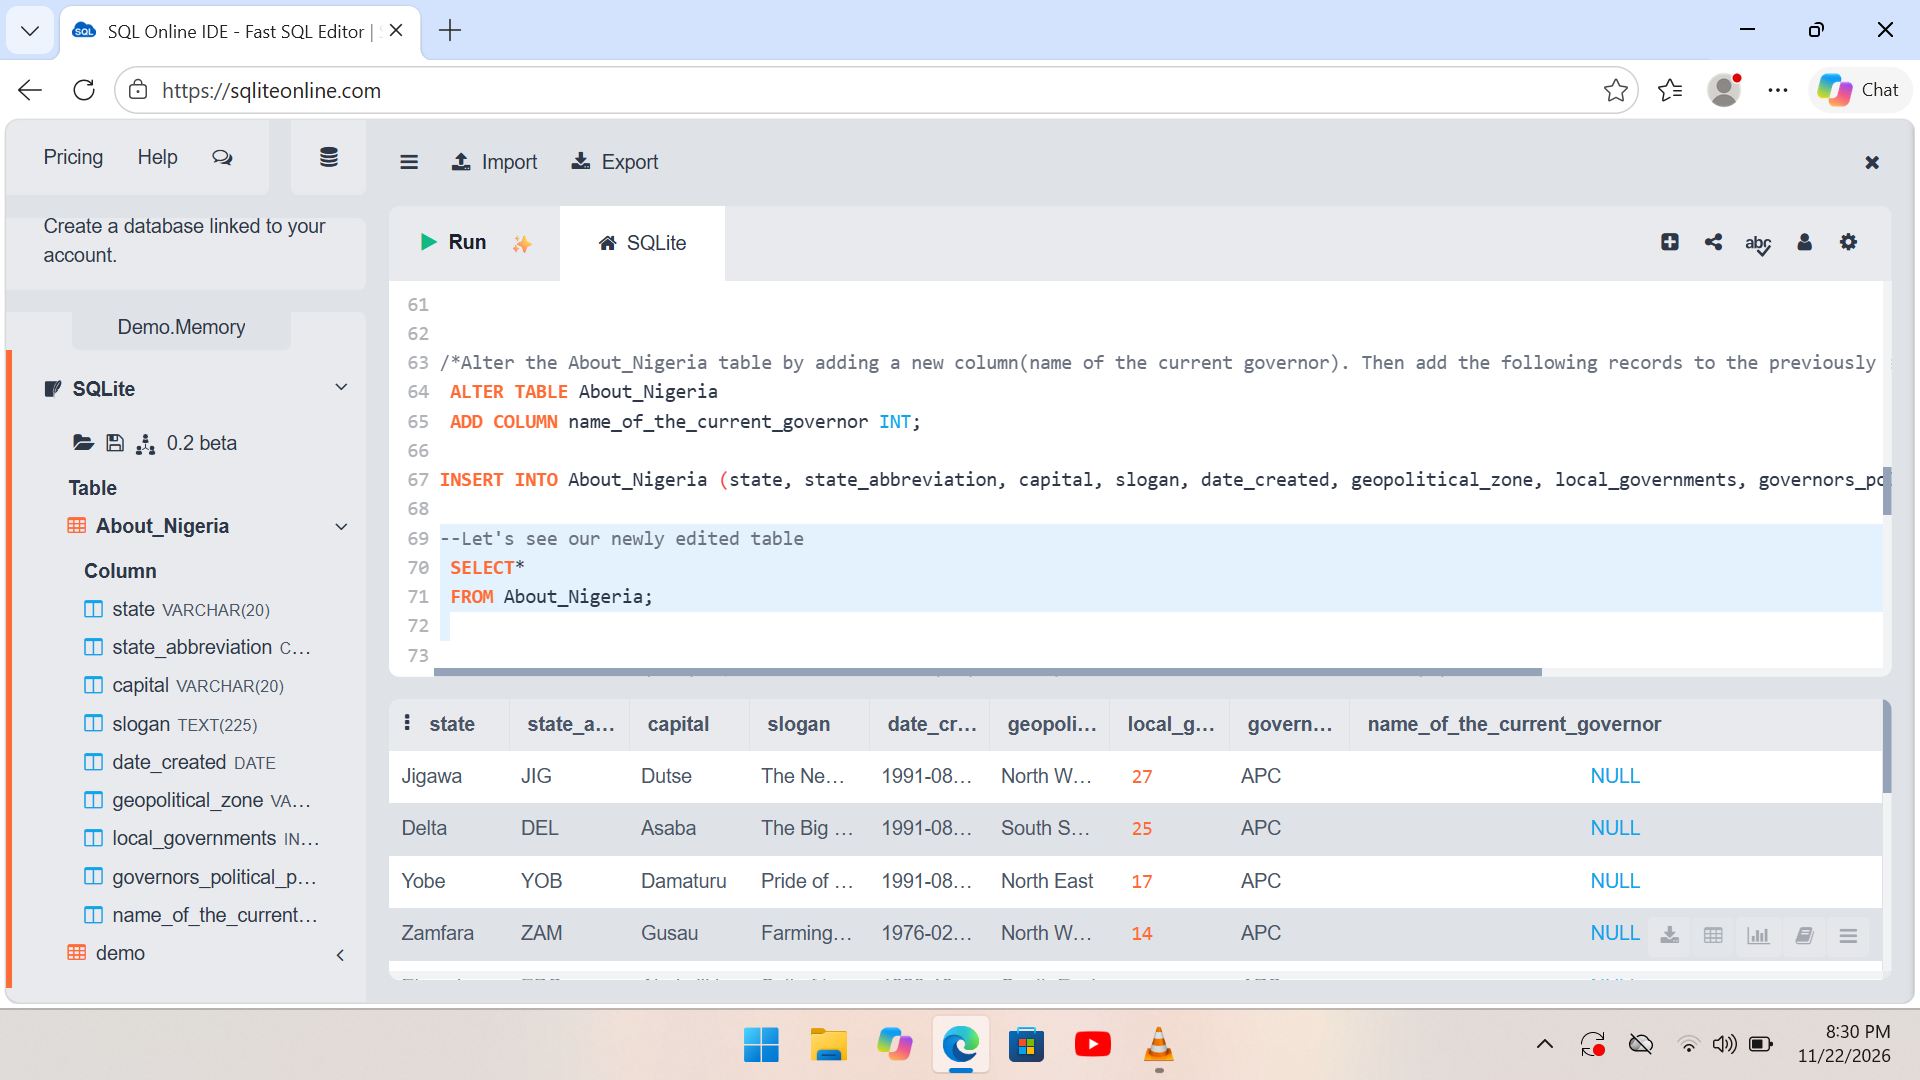 SQL Online IDE - Fast SQL Editor |
https://sqliteonline.com
Chat
Pricing
Help
Import
Export
Create a database linked to your
account.
Run
SQLite
abc
Demo.Memory
SQLite
0.2 beta
Table
About_Nigeria
Column
state VARCHAR(20)
state_abbreviation C...
capital VARCHAR(20)
slogan TEXT(225)
date_created DATE
geopolitical_zone VA...
local_governments IN...
governors_political_p...
name_of_the_current...
demo
61
62
63 /*Alter the About_Nigeria table by adding a new column(name of the current governor). Then add the following records to the previously
64 ALTER TABLE About_Nigeria
65 ADD COLUMN name_of_the_current_governor INT;
66
67 INSERT INTO About_Nigeria (state, state_abbreviation, capital, slogan, date_created, geopolitical_zone, local_governments, governors_pol
68
69 --Let's see our newly edited table
70 SELECT*
71 FROM About_Nigeria;
72
73
state state_a... capital slogan date_cr... geopoli... local_g... govern... name_of_the_current_governor
Jigawa JIG Dutse The Ne... 1991-08... North W... 27 APC NULL
Delta DEL Asaba The Big ... 1991-08... South S... 25 APC NULL
Yobe YOB Damaturu Pride of ... 1991-08... North East 17 APC NULL
Zamfara ZAM Gusau Farming... 1976-02... North W... 14 APC NULL
8:30 PM
11/22/2026